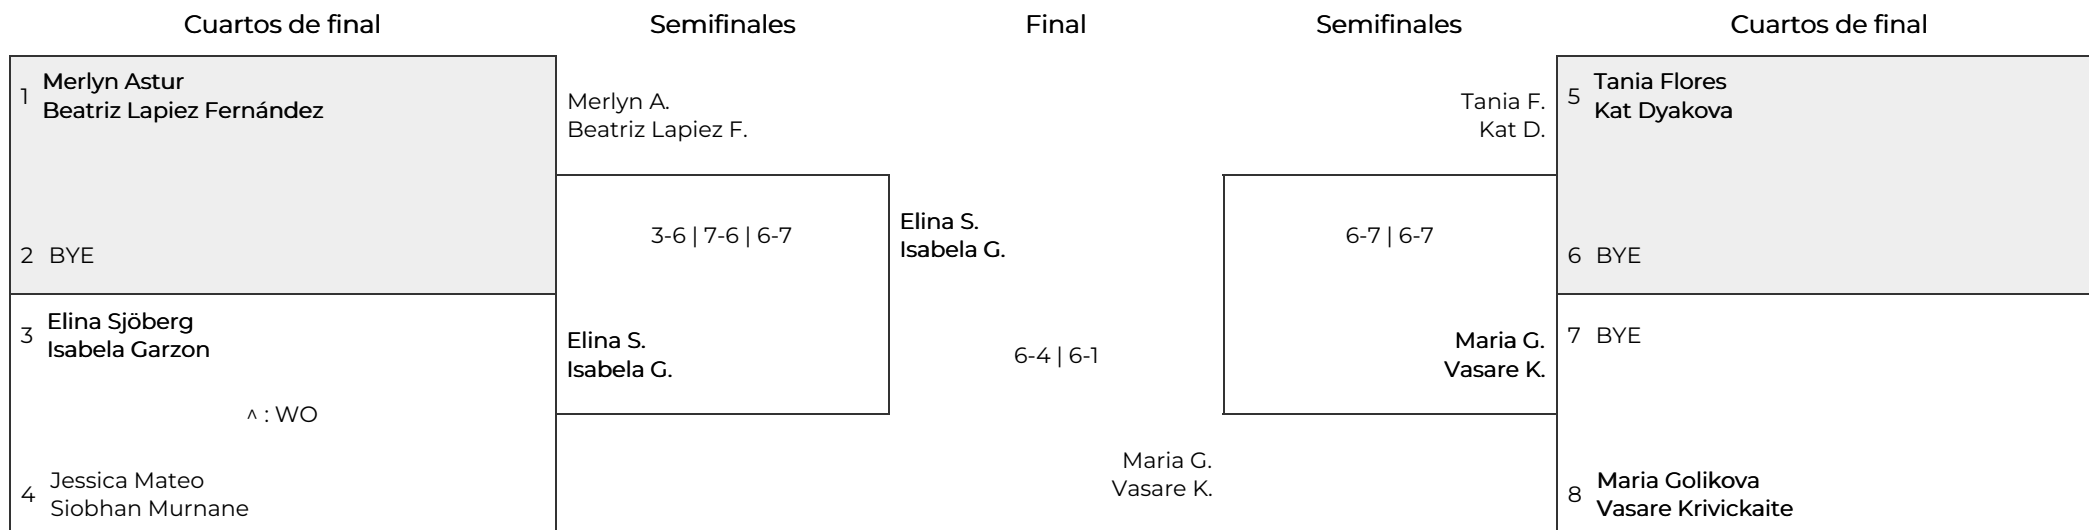 Cuartos de final
Semifinales
Final
Semifinales
Cuartos de final
1
Merlyn Astur
Beatriz Lapiez Fernández
2 BYE
3
Elina Sjöberg
Isabela Garzon
^ : WO
4
Jessica Mateo
Siobhan Murnane
Merlyn A.
Beatriz Lapiez F.
3-6 | 7-6 | 6-7
Elina S.
Isabela G.
Elina S.
Isabela G.
6-4 | 6-1
Maria G.
Vasare K.
Tania F.
Kat D.
6-7 | 6-7
Maria G.
Vasare K.
5
Tania Flores
Kat Dyakova
6 BYE
7 BYE
8
Maria Golikova
Vasare Krivickaite